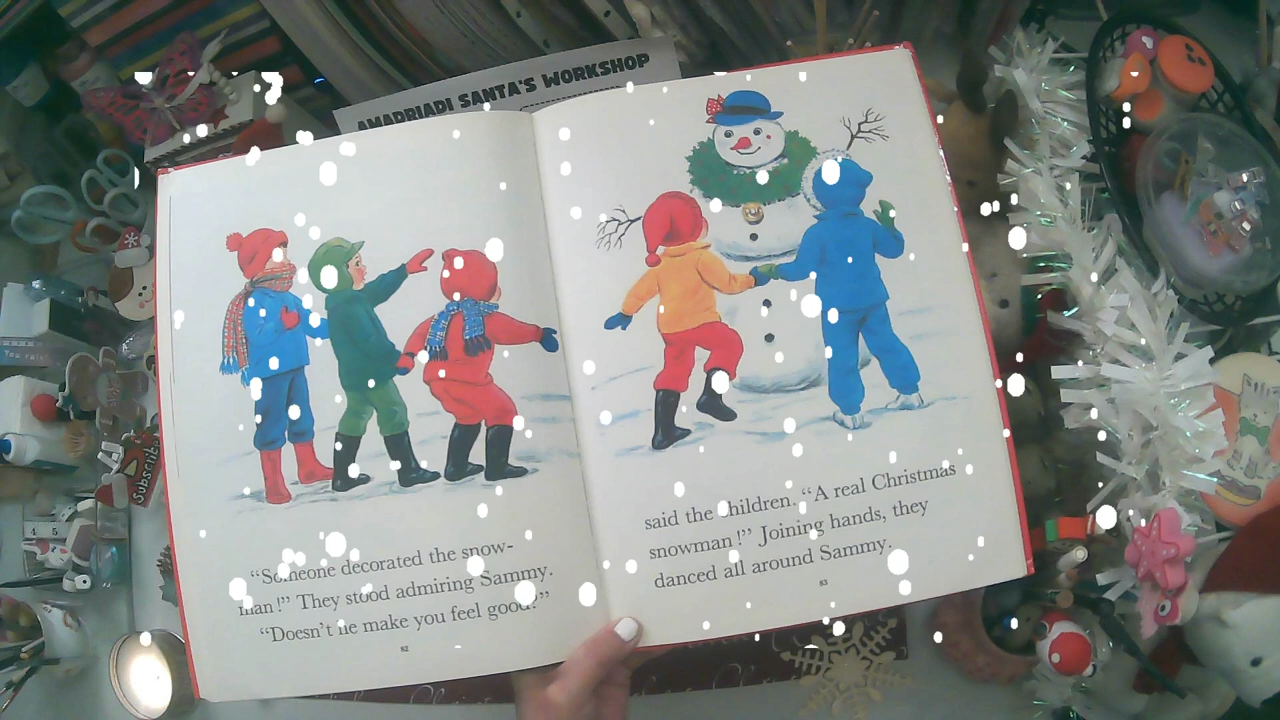 AMADRIADI SANTA'S WORKSHOP
"Someone decorated the snow-
man!" They stood admiring Sammy.
"Doesn't he make you feel good?"
82
said the children. "A real Christmas
snowman!" Joining hands, they
danced all around Sammy.
83
Subscribe